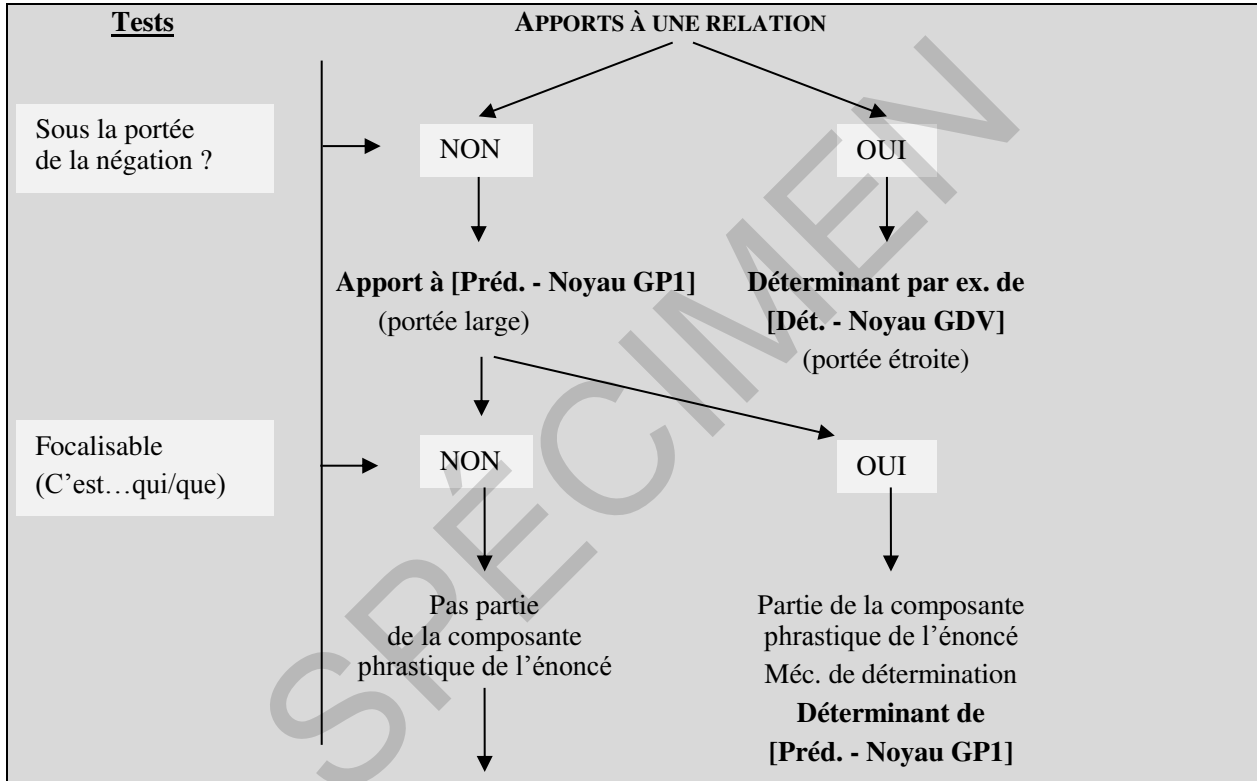 Tests
APPORTS À UNE RELATION
Sous la portée
de la négation ?
NON
OUI
Apport à [Préd. - Noyau GP1]
(portée large)
Déterminant par ex. de
[Dét. - Noyau GDV]
(portée étroite)
Focalisable
(C'est…qui/que)
NON
OUI
Pas partie
de la composante
phrastique de l'énoncé
Partie de la composante
phrastique de l'énoncé
Méc. de détermination
Déterminant de
[Préd. - Noyau GP1]
SPÉCIMEN